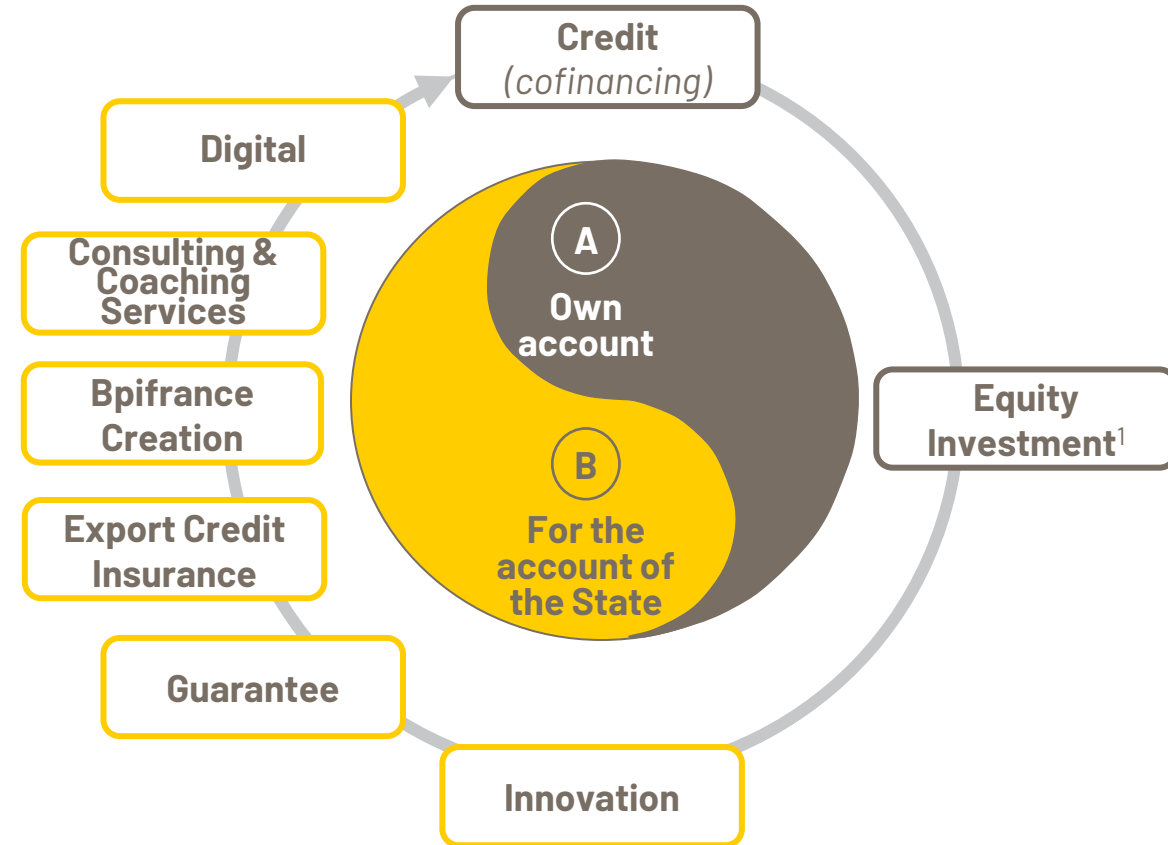 Credit
(cofinancing)
Digital
Consulting &
Coaching
Services
Bpifrance
Creation
Export Credit
Insurance
Guarantee
Innovation
Equity
Investment¹
A
Own
account
B
For the
account of
the State